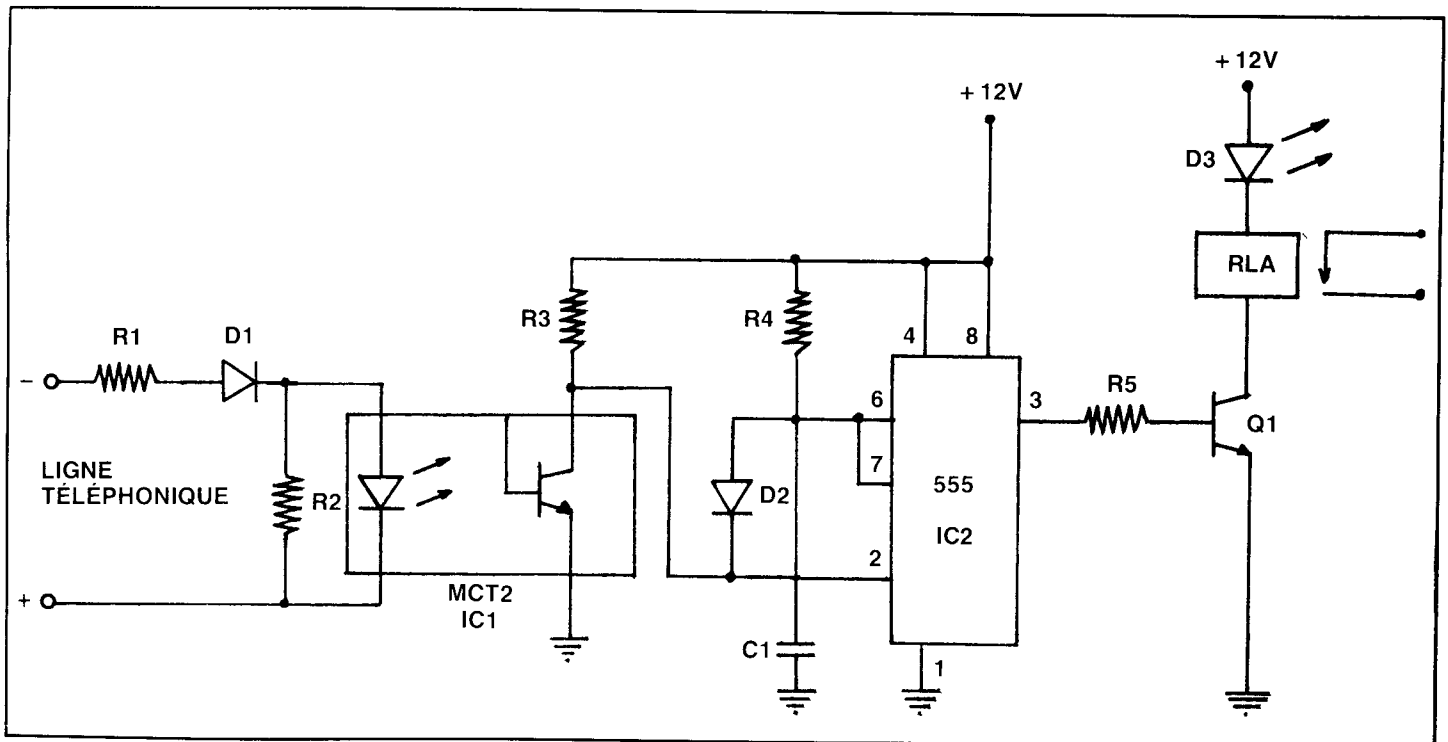 + 12V
+ 12V
D3
RLA
R3
R4
4
8
R1
D1
–
6
3
R5
Q1
7
LIGNE
TÉLÉPHONIQUE
R2
D2
555
IC2
2
MCT2
IC1
+
C1
1